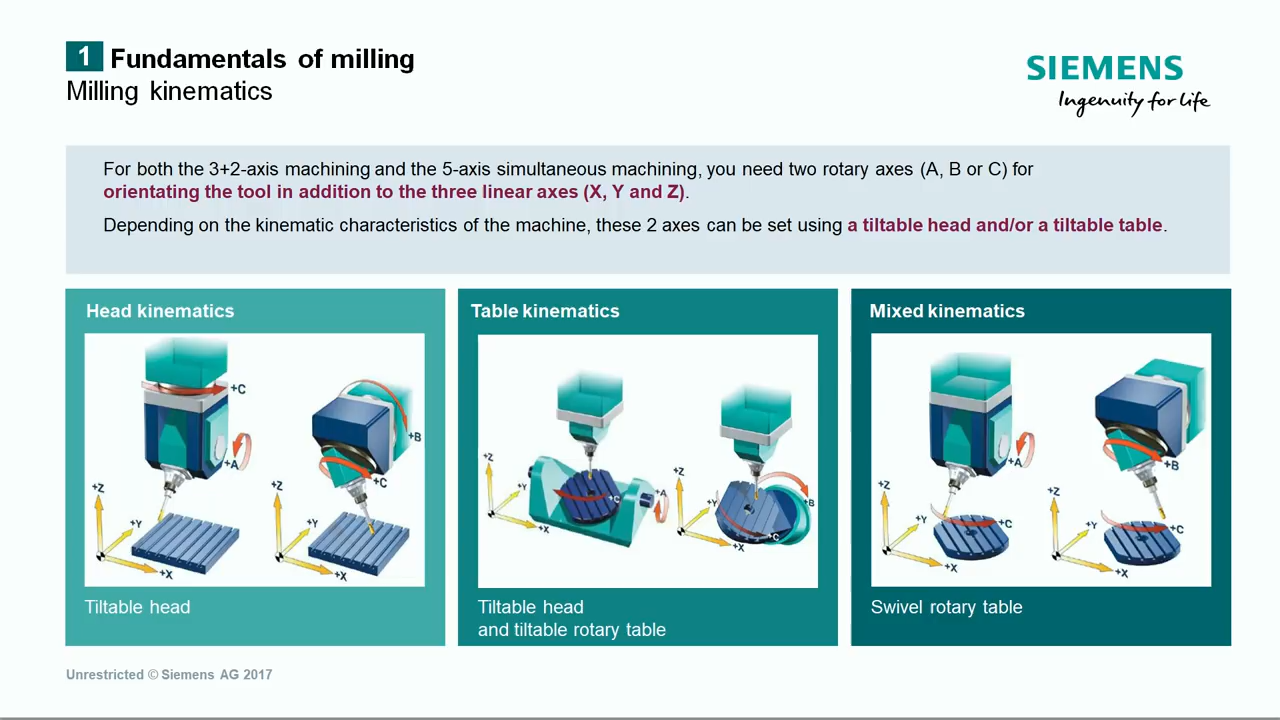 1 Fundamentals of milling
Milling kinematics
SIEMENS
Ingenuity for life
For both the 3+2-axis machining and the 5-axis simultaneous machining, you need two rotary axes (A, B or C) for
orientating the tool in addition to the three linear axes (X, Y and Z).
Depending on the kinematic characteristics of the machine, these 2 axes can be set using a tiltable head and/or a tiltable table.
Head kinematics
+C
+A
+Z
+Y
+X
+B
+C
+Z
+Y
+X
Tiltable head
Table kinematics
+Z
+Y
+X
+C
+A
+Z
+Y
+X
+C
+B
Tiltable head
and tiltable rotary table
Mixed kinematics
+A
+Z
+Y
+C
+X
+B
+Z
+Y
+C
+X
Swivel rotary table
Unrestricted © Siemens AG 2017